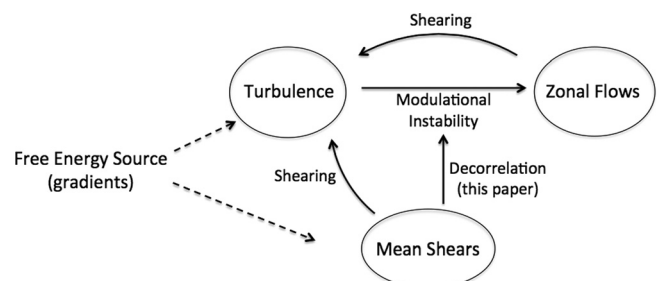 Shearing
Turbulence
Zonal Flows
Modulational
Instability
Free Energy Source
(gradients)
Shearing
Decorrelation
(this paper)
Mean Shears